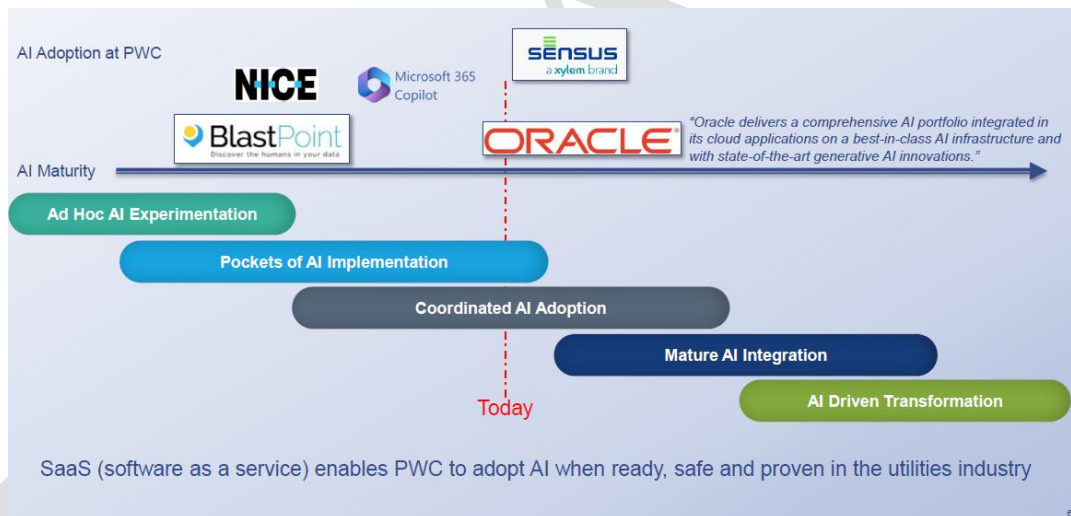 AI Adoption at PWC
NICE
Microsoft 365
Copilot
sensus
a xylem brand
BlastPoint
Discover the humans in your data.
ORACLE®
"Oracle delivers a comprehensive AI portfolio integrated in
its cloud applications on a best-in-class AI infrastructure and
with state-of-the-art generative AI innovations."
AI Maturity
Ad Hoc AI Experimentation
Pockets of AI Implementation
Coordinated AI Adoption
Mature AI Integration
AI Driven Transformation
Today
SaaS (software as a service) enables PWC to adopt AI when ready, safe and proven in the utilities industry